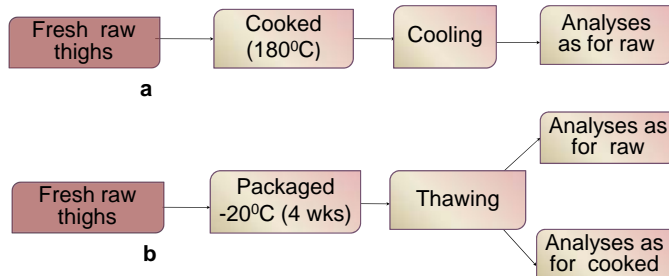 Fresh raw
thighs
Cooked
(180⁰C)
Cooling
Analyses
as for raw
a
Fresh raw
thighs
Packaged
-20⁰C (4 wks)
Thawing
Analyses as
for raw
Analyses as
for cooked
b